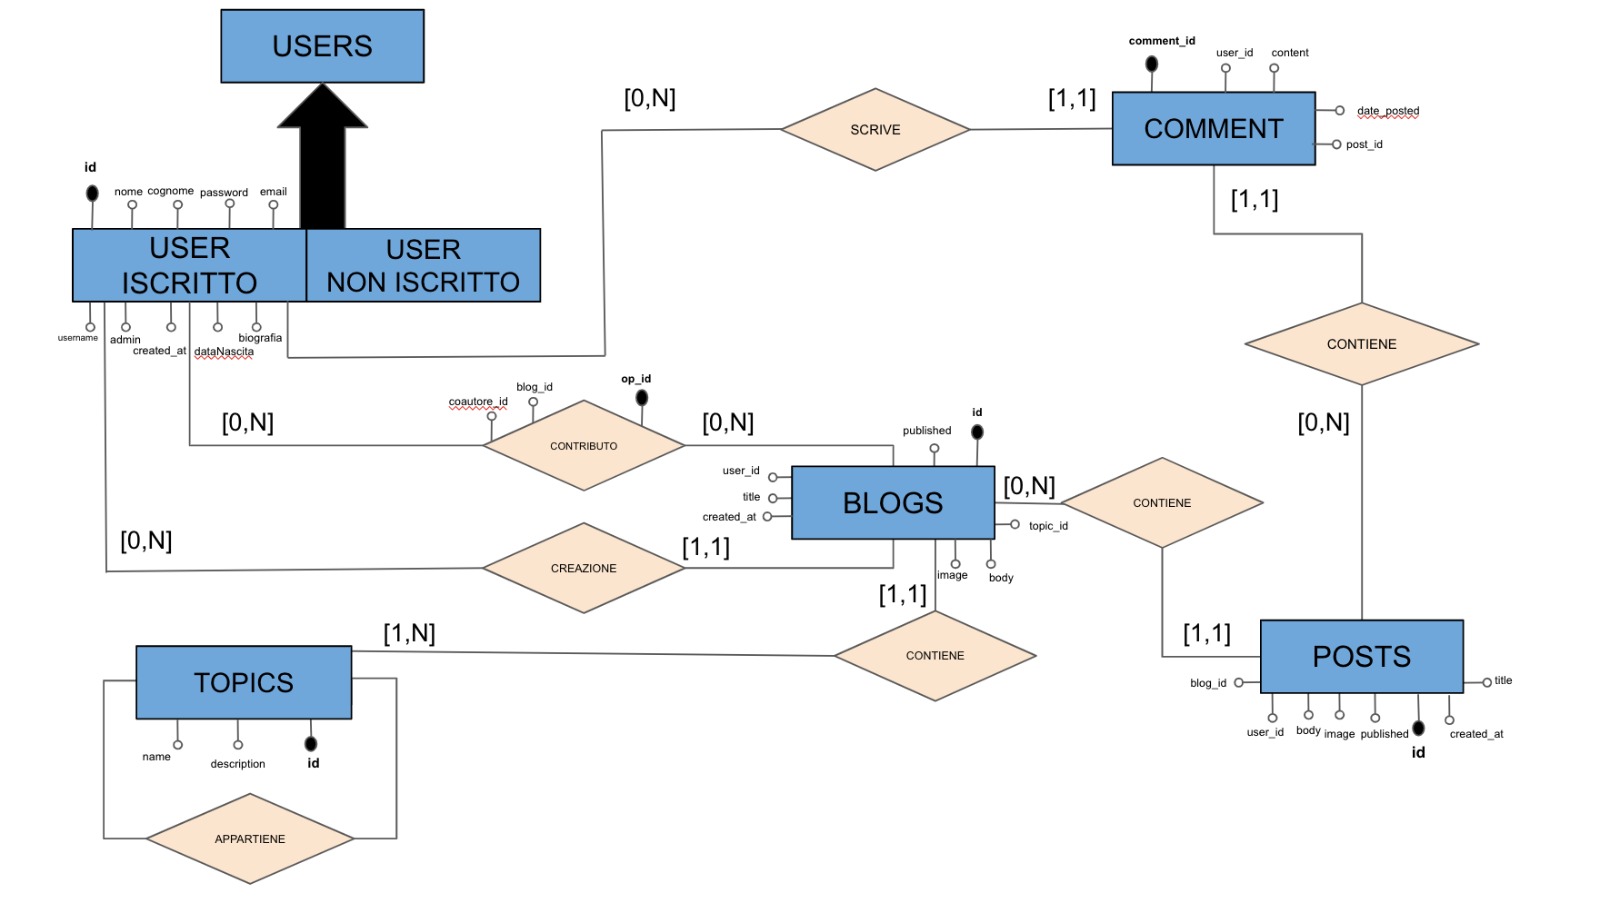 USERS
comment_id
user_id
content
[0,N]
SCRIVE
[1,1]
COMMENT
date_posted
post_id
id
nome
cognome
password
email
USER
ISCRITTO
USER
NON ISCRITTO
[1,1]
username
admin
created_at
dataNascita
biografia
CONTIENE
coautore_id
blog_id
op_id
[0,N]
CONTRIBUTO
[0,N]
published
id
[0,N]
user_id
title
created_at
BLOGS
[0,N]
topic_id
CONTIENE
image
body
[0,N]
CREAZIONE
[1,1]
[1,1]
[1,N]
CONTIENE
[1,1]
POSTS
blog_id
title
user_id
body
image
published
id
created_at
TOPICS
name
description
id
APPARTIENE